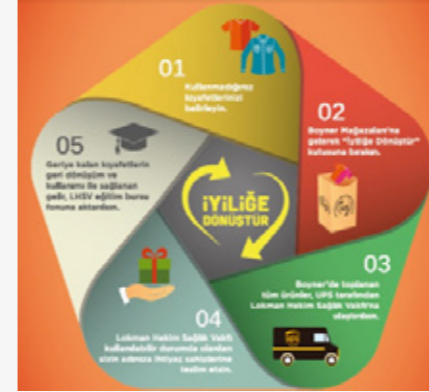 01
Kullanmadığınız
kıyafetlerinizi
belirleyin.
02
Boyner Mağazaları'na
gelerek "İyiliğe Dönüştür"
kutusuna bırakın.
03
Boyner'de toplanan
tüm ürünler, UPS tarafından
Lokman Hekim Sağlık Vakfı'na
ulaştırılsın.
04
Lokman Hekim Sağlık Vakfı
kullanılabilir durumda olanları
sizin adınıza ihtiyaç sahiplerine
teslim etsin.
05
Geriye kalan kıyafetlerin
geri dönüşüm ve
kullanımı ile sağlanan
gelir, LHSV eğitim bursu
fonuna aktarılsın.
İYİLİĞE
DÖNÜŞTÜR